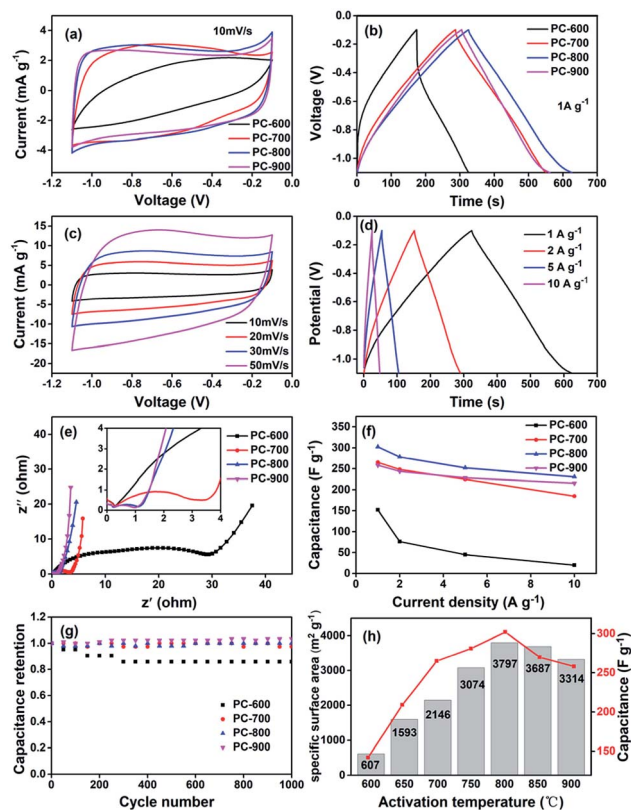 (a)
10mV/s
PC-600
PC-700
PC-800
PC-900
Current (mA g⁻¹)
4
2
0
-2
-4
-1.2 -1.0 -0.8 -0.6 -0.4 -0.2 0.0
Voltage (V)
(b)
PC-600
PC-700
PC-800
PC-900
1A g⁻¹
Voltage (V)
0.0
-0.2
-0.4
-0.6
-0.8
-1.0
0 100 200 300 400 500 600 700
Time (s)
(c)
10mV/s
20mV/s
30mV/s
50mV/s
Current (mA g⁻¹)
15
10
5
0
-5
-10
-15
-20
-1.2 -1.0 -0.8 -0.6 -0.4 -0.2 0.0
Voltage (V)
(d)
1 A g⁻¹
2 A g⁻¹
5 A g⁻¹
10 A g⁻¹
Potential (V)
0.0
-0.2
-0.4
-0.6
-0.8
-1.0
0 100 200 300 400 500 600 700
Time (s)
(e)
PC-600
PC-700
PC-800
PC-900
4
3
2
1
0
0 1 2 3 4
z'' (ohm)
40
20
0
0 10 20 30 40
z' (ohm)
(f)
PC-600
PC-700
PC-800
PC-900
Capacitance (F g⁻¹)
400
350
300
250
200
150
100
50
0
0 2 4 6 8 10
Current density (A g⁻¹)
(g)
PC-600
PC-700
PC-800
PC-900
Capacitance retention
1.2
1.0
0.8
0.6
0.4
0.2
0.0
0 200 400 600 800 1000
Cycle number
(h)
specific surface area (m² g⁻¹)
4000
3000
2000
1000
0
607
1593
2146
3074
3797
3687
3314
300
250
200
150
Capacitance (F g⁻¹)
600 650 700 750 800 850 900
Activation temperaure (℃)